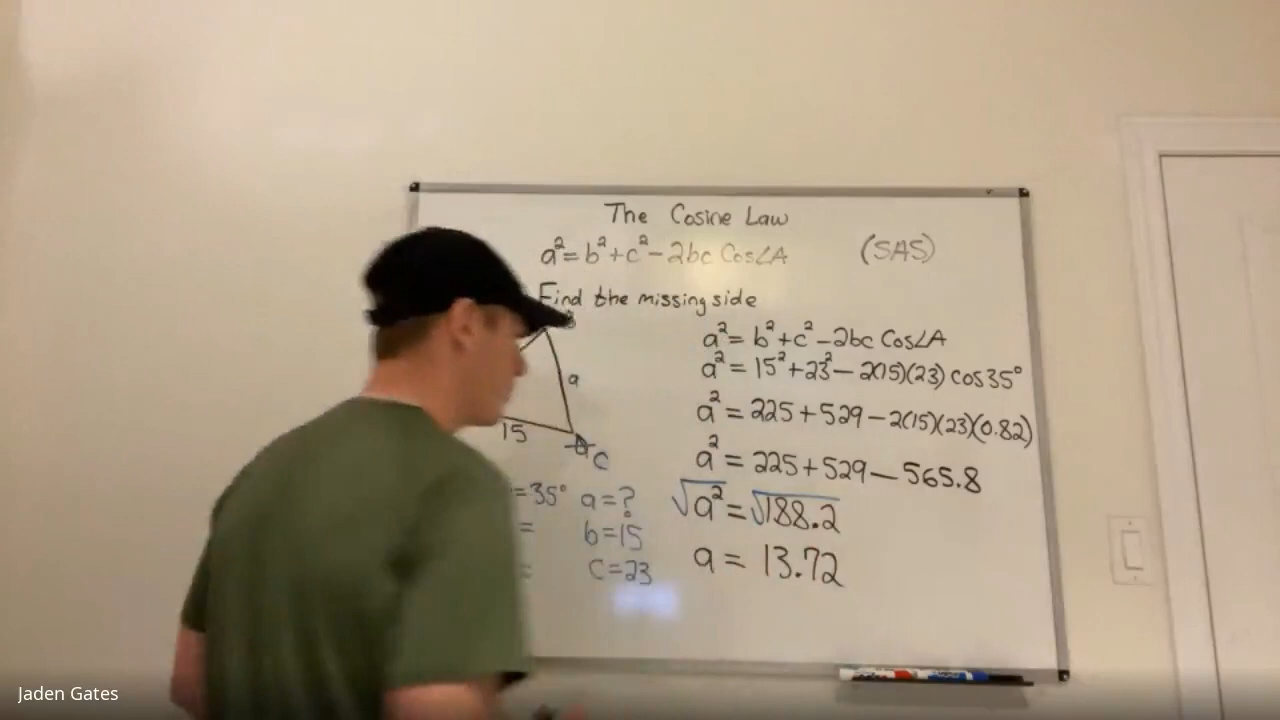 The Cosine Law
a² = b² + c² - 2bc Cos∠A (SAS)
Find the missing side
B
a
15
C
= 35° a = ?
= b = 15
= c = 23
a² = b² + c² - 2bc Cos∠A
a² = 15² + 23² - 2(15)(23) cos 35°
a² = 225 + 529 - 2(15)(23)(0.82)
a² = 225 + 529 - 565.8
√a² = √188.2
a = 13.72
Jaden Gates